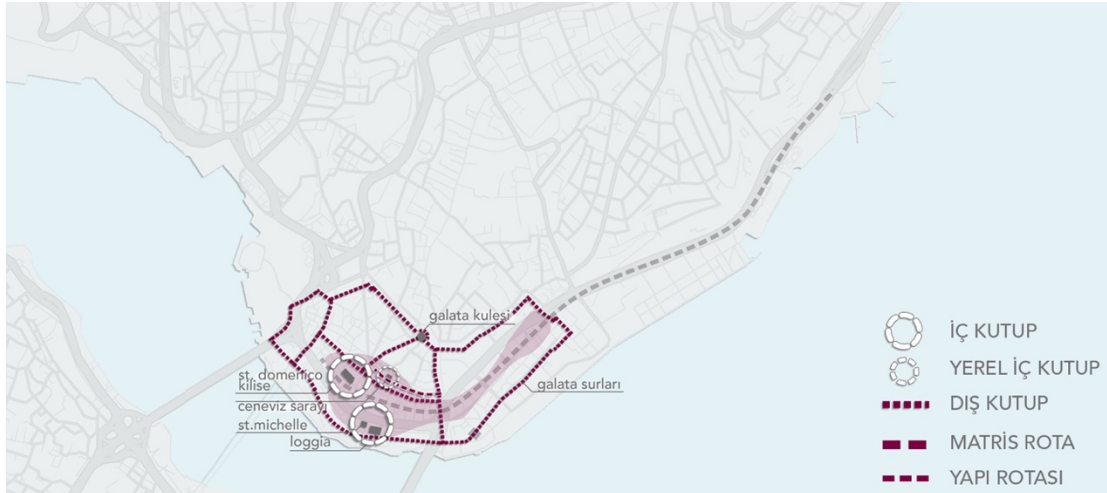 galata kulesi
st. domenico
kilise
ceneviz sarayı
st.michelle
loggia
galata surları
İÇ KUTUP
YEREL İÇ KUTUP
DIŞ KUTUP
MATRİS ROTA
YAPI ROTASI